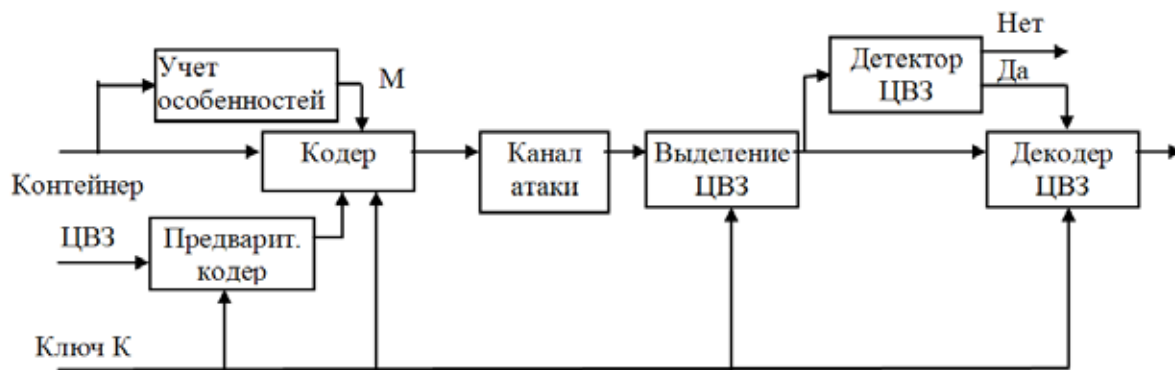 Нет
Учет
особенностей
М
Детектор
ЦВЗ
Да
Кодер
Канал
атаки
Выделение
ЦВЗ
Декодер
ЦВЗ
Контейнер
ЦВЗ
Предварит.
кодер
Ключ К